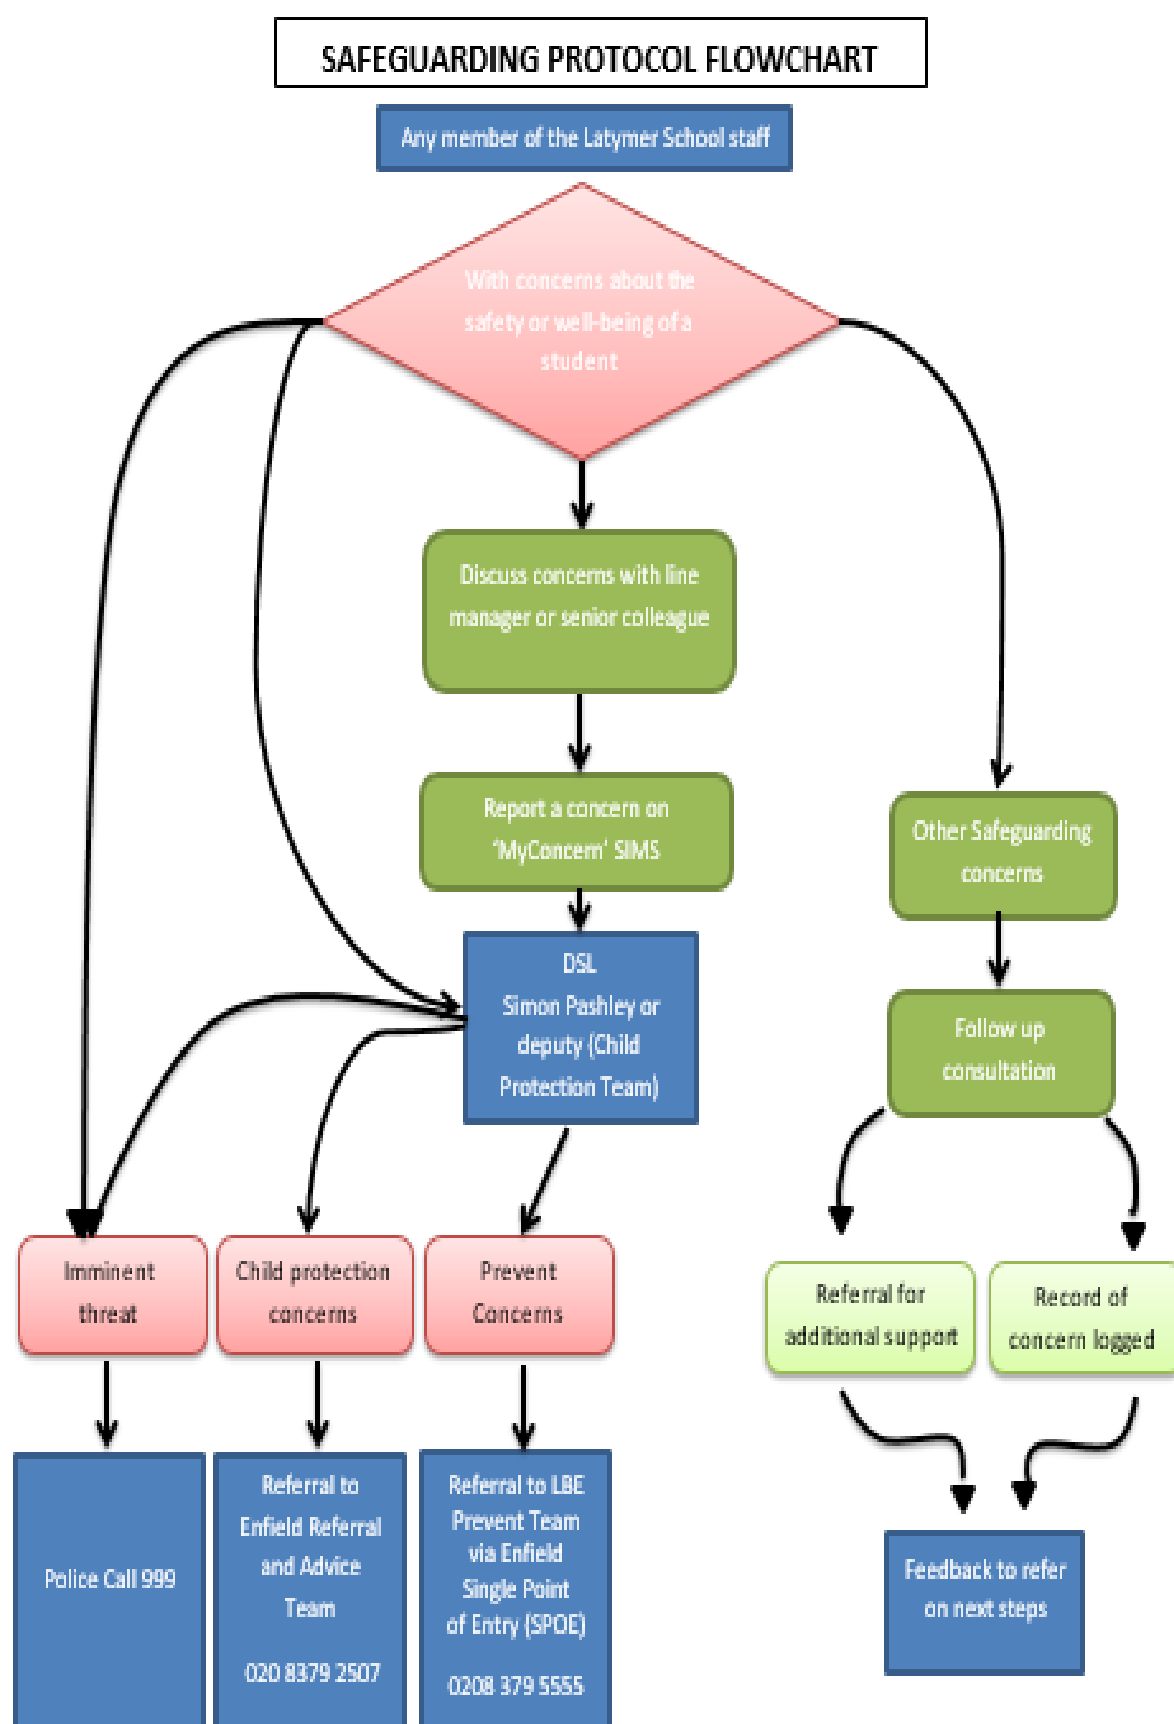 SAFEGUARDING PROTOCOL FLOWCHART
Any member of the Latymer School staff
With concerns about the
safety or well-being of a
student
Discuss concerns with line
manager or senior colleague
Report a concern on
'MyConcern' SIMS
Other Safeguarding
concerns
DSL
Simon Pashley or
deputy (Child
Protection Team)
Follow up
consultation
Imminent
threat
Child protection
concerns
Prevent
Concerns
Referral for
additional support
Record of
concern logged
Police Call 999
Referral to
Enfield Referral
and Advice
Team
020 8379 2507
Referral to LBE
Prevent Team
via Enfield
Single Point
of Entry (SPOE)
0208 379 5555
Feedback to refer
on next steps